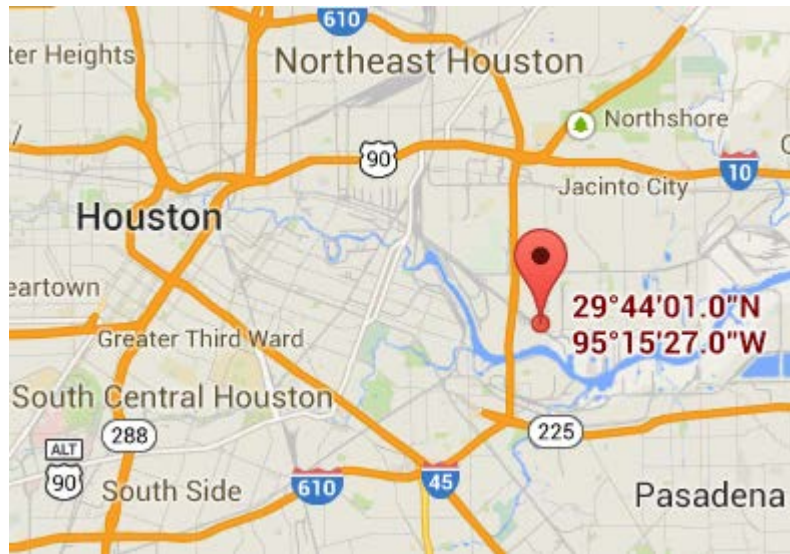 610
ter Heights
Northeast Houston
Northshore
90
10
Jacinto City
Houston
eartown
29°44'01.0"N
95°15'27.0"W
Greater Third Ward
South Central Houston
288
225
ALT
90
610
45
South Side
Pasadena